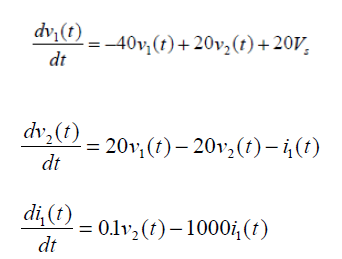 dv₁(t)/dt = –40v₁(t) + 20v₂(t) + 20Vₛ
dv₂(t)/dt = 20v₁(t) – 20v₂(t) – i₁(t)
di₁(t)/dt = 0.1v₂(t) – 1000i₁(t)